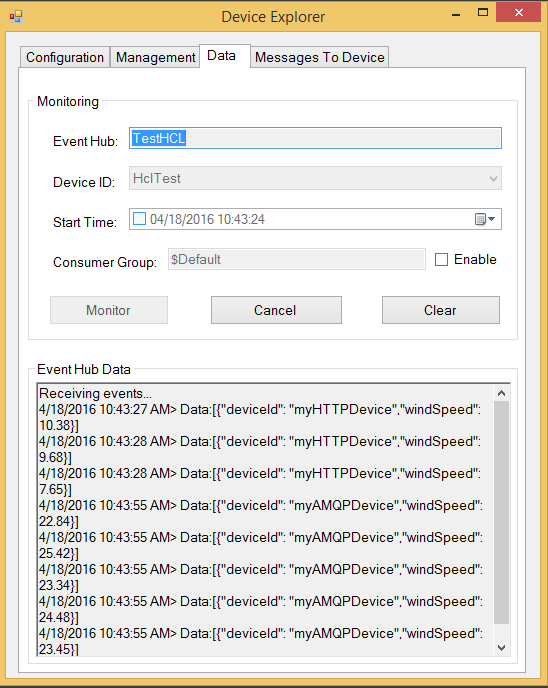 Device Explorer
Configuration Management Data Messages To Device
Monitoring
Event Hub: TestHCL
Device ID: HclTest
Start Time: 04/18/2016 10:43:24
Consumer Group: $Default Enable
Monitor Cancel Clear
Event Hub Data
Receiving events...
4/18/2016 10:43:27 AM> Data:[{"deviceId": "myHTTPDevice","windSpeed":
10.38}]
4/18/2016 10:43:28 AM> Data:[{"deviceId": "myHTTPDevice","windSpeed":
9.68}]
4/18/2016 10:43:28 AM> Data:[{"deviceId": "myHTTPDevice","windSpeed":
7.65}]
4/18/2016 10:43:55 AM> Data:[{"deviceId": "myAMQPDevice","windSpeed":
22.84}]
4/18/2016 10:43:55 AM> Data:[{"deviceId": "myAMQPDevice","windSpeed":
25.42}]
4/18/2016 10:43:55 AM> Data:[{"deviceId": "myAMQPDevice","windSpeed":
23.34}]
4/18/2016 10:43:55 AM> Data:[{"deviceId": "myAMQPDevice","windSpeed":
24.48}]
4/18/2016 10:43:55 AM> Data:[{"deviceId": "myAMQPDevice","windSpeed":
23.45}]